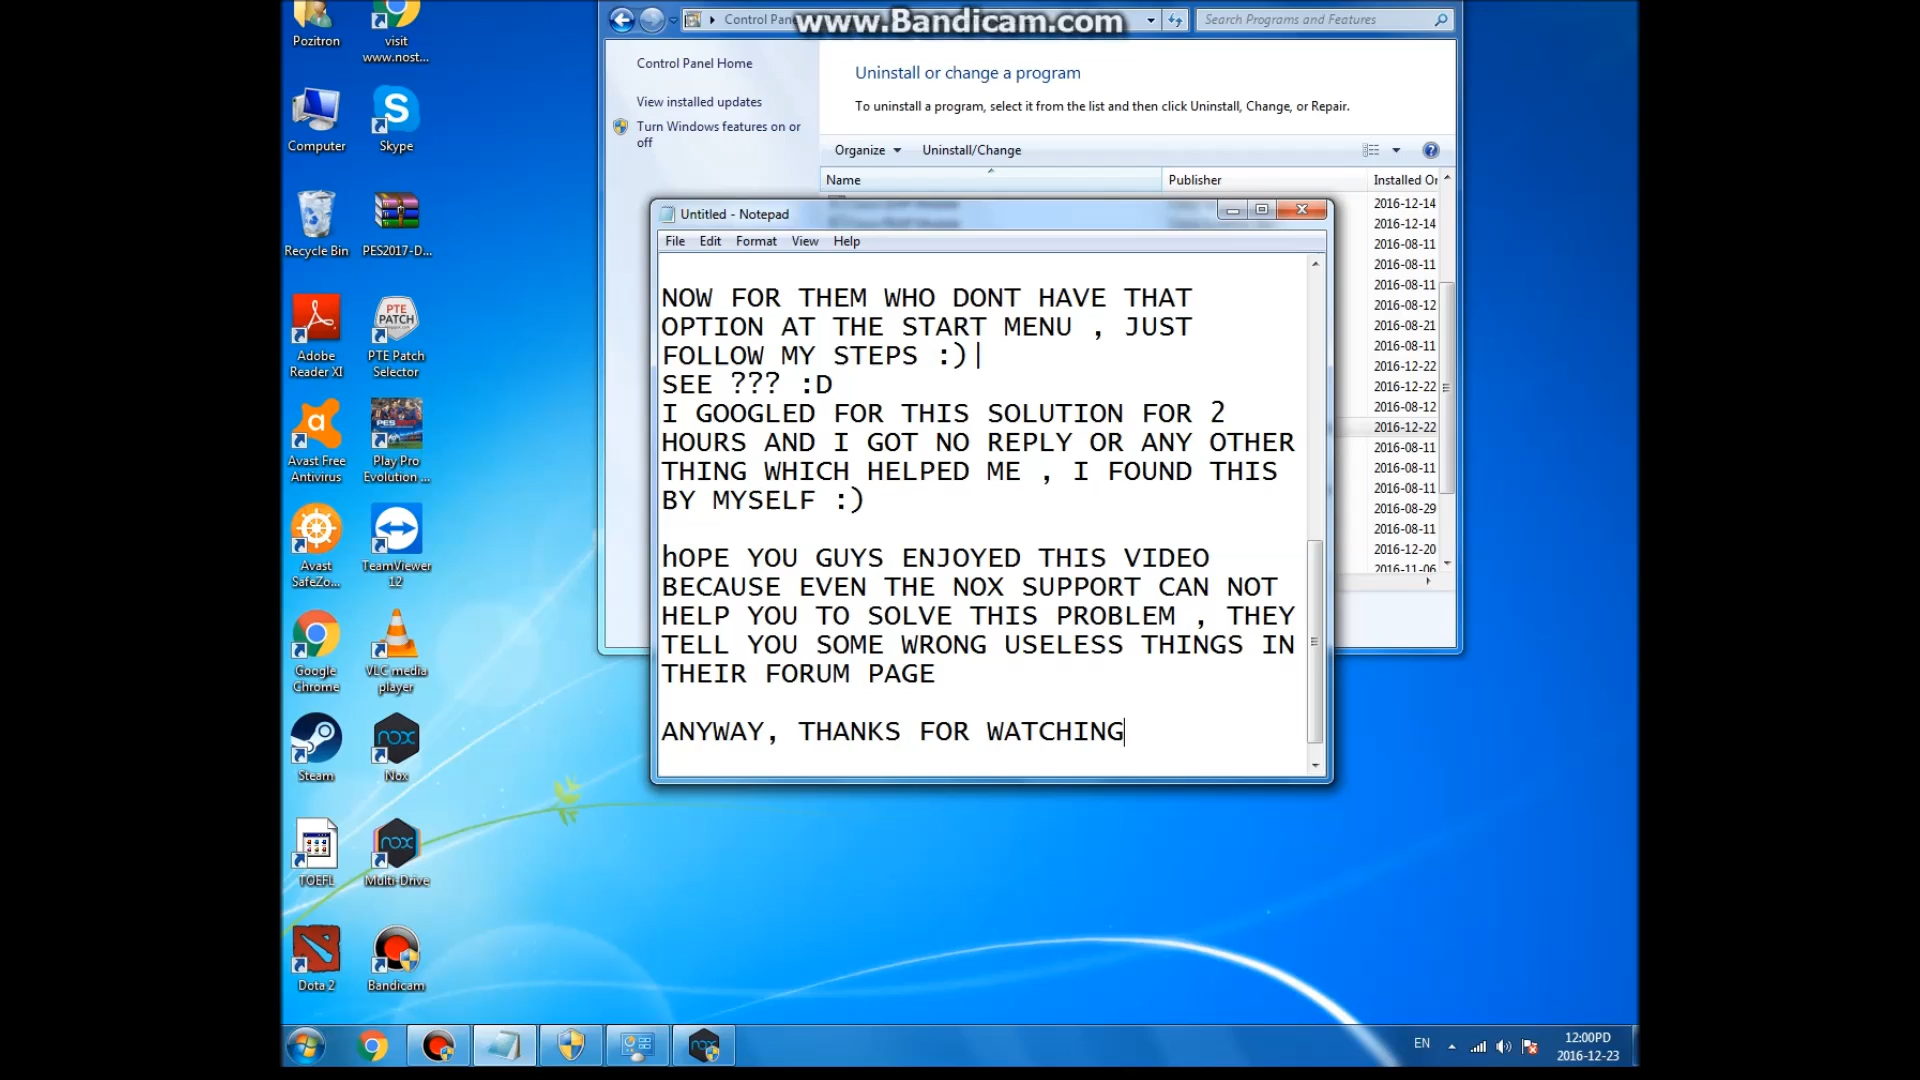 www.Bandicam.com
Pozitron
visit
www.nost...
Computer
Skype
Recycle Bin
PES2017-D...
Adobe
Reader XI
PTE PATCH
PTE Patch
Selector
Avast Free
Antivirus
Play Pro
Evolution ...
Avast
SafeZo...
TeamViewer
12
Google
Chrome
VLC media
player
Steam
nox
Nox
TOEFL
nox
Multi-Drive
Dota 2
Bandicam
Control Pan
Search Programs and Features
Control Panel Home
View installed updates
Turn Windows features on or
off
Uninstall or change a program
To uninstall a program, select it from the list and then click Uninstall, Change, or Repair.
Organize
Uninstall/Change
Name
Publisher
Installed Or
2016-12-14
2016-12-14
2016-08-11
2016-08-11
2016-08-11
2016-08-12
2016-08-21
2016-08-11
2016-12-22
2016-12-22
2016-08-12
2016-12-22
2016-08-11
2016-08-11
2016-08-11
2016-08-29
2016-08-11
2016-12-20
2016-11-06
Untitled - Notepad
File Edit Format View Help
NOW FOR THEM WHO DONT HAVE THAT
OPTION AT THE START MENU , JUST
FOLLOW MY STEPS :)
SEE ??? :D
I GOOGLED FOR THIS SOLUTION FOR 2
HOURS AND I GOT NO REPLY OR ANY OTHER
THING WHICH HELPED ME , I FOUND THIS
BY MYSELF :)
hOPE YOU GUYS ENJOYED THIS VIDEO
BECAUSE EVEN THE NOX SUPPORT CAN NOT
HELP YOU TO SOLVE THIS PROBLEM , THEY
TELL YOU SOME WRONG USELESS THINGS IN
THEIR FORUM PAGE
ANYWAY, THANKS FOR WATCHING
EN
12:00PD
2016-12-23